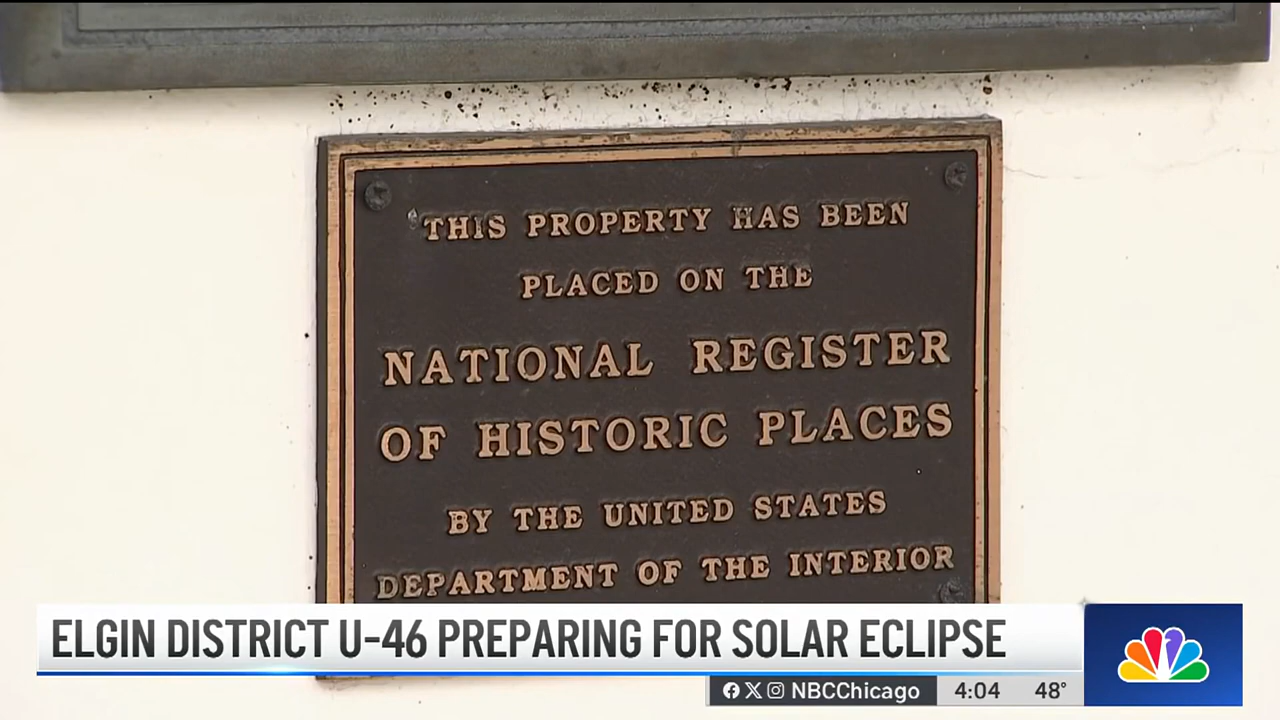 THIS PROPERTY HAS BEEN
PLACED ON THE
NATIONAL REGISTER
OF HISTORIC PLACES
BY THE UNITED STATES
DEPARTMENT OF THE INTERIOR
ELGIN DISTRICT U-46 PREPARING FOR SOLAR ECLIPSE
NBCChicago 4:04 48°